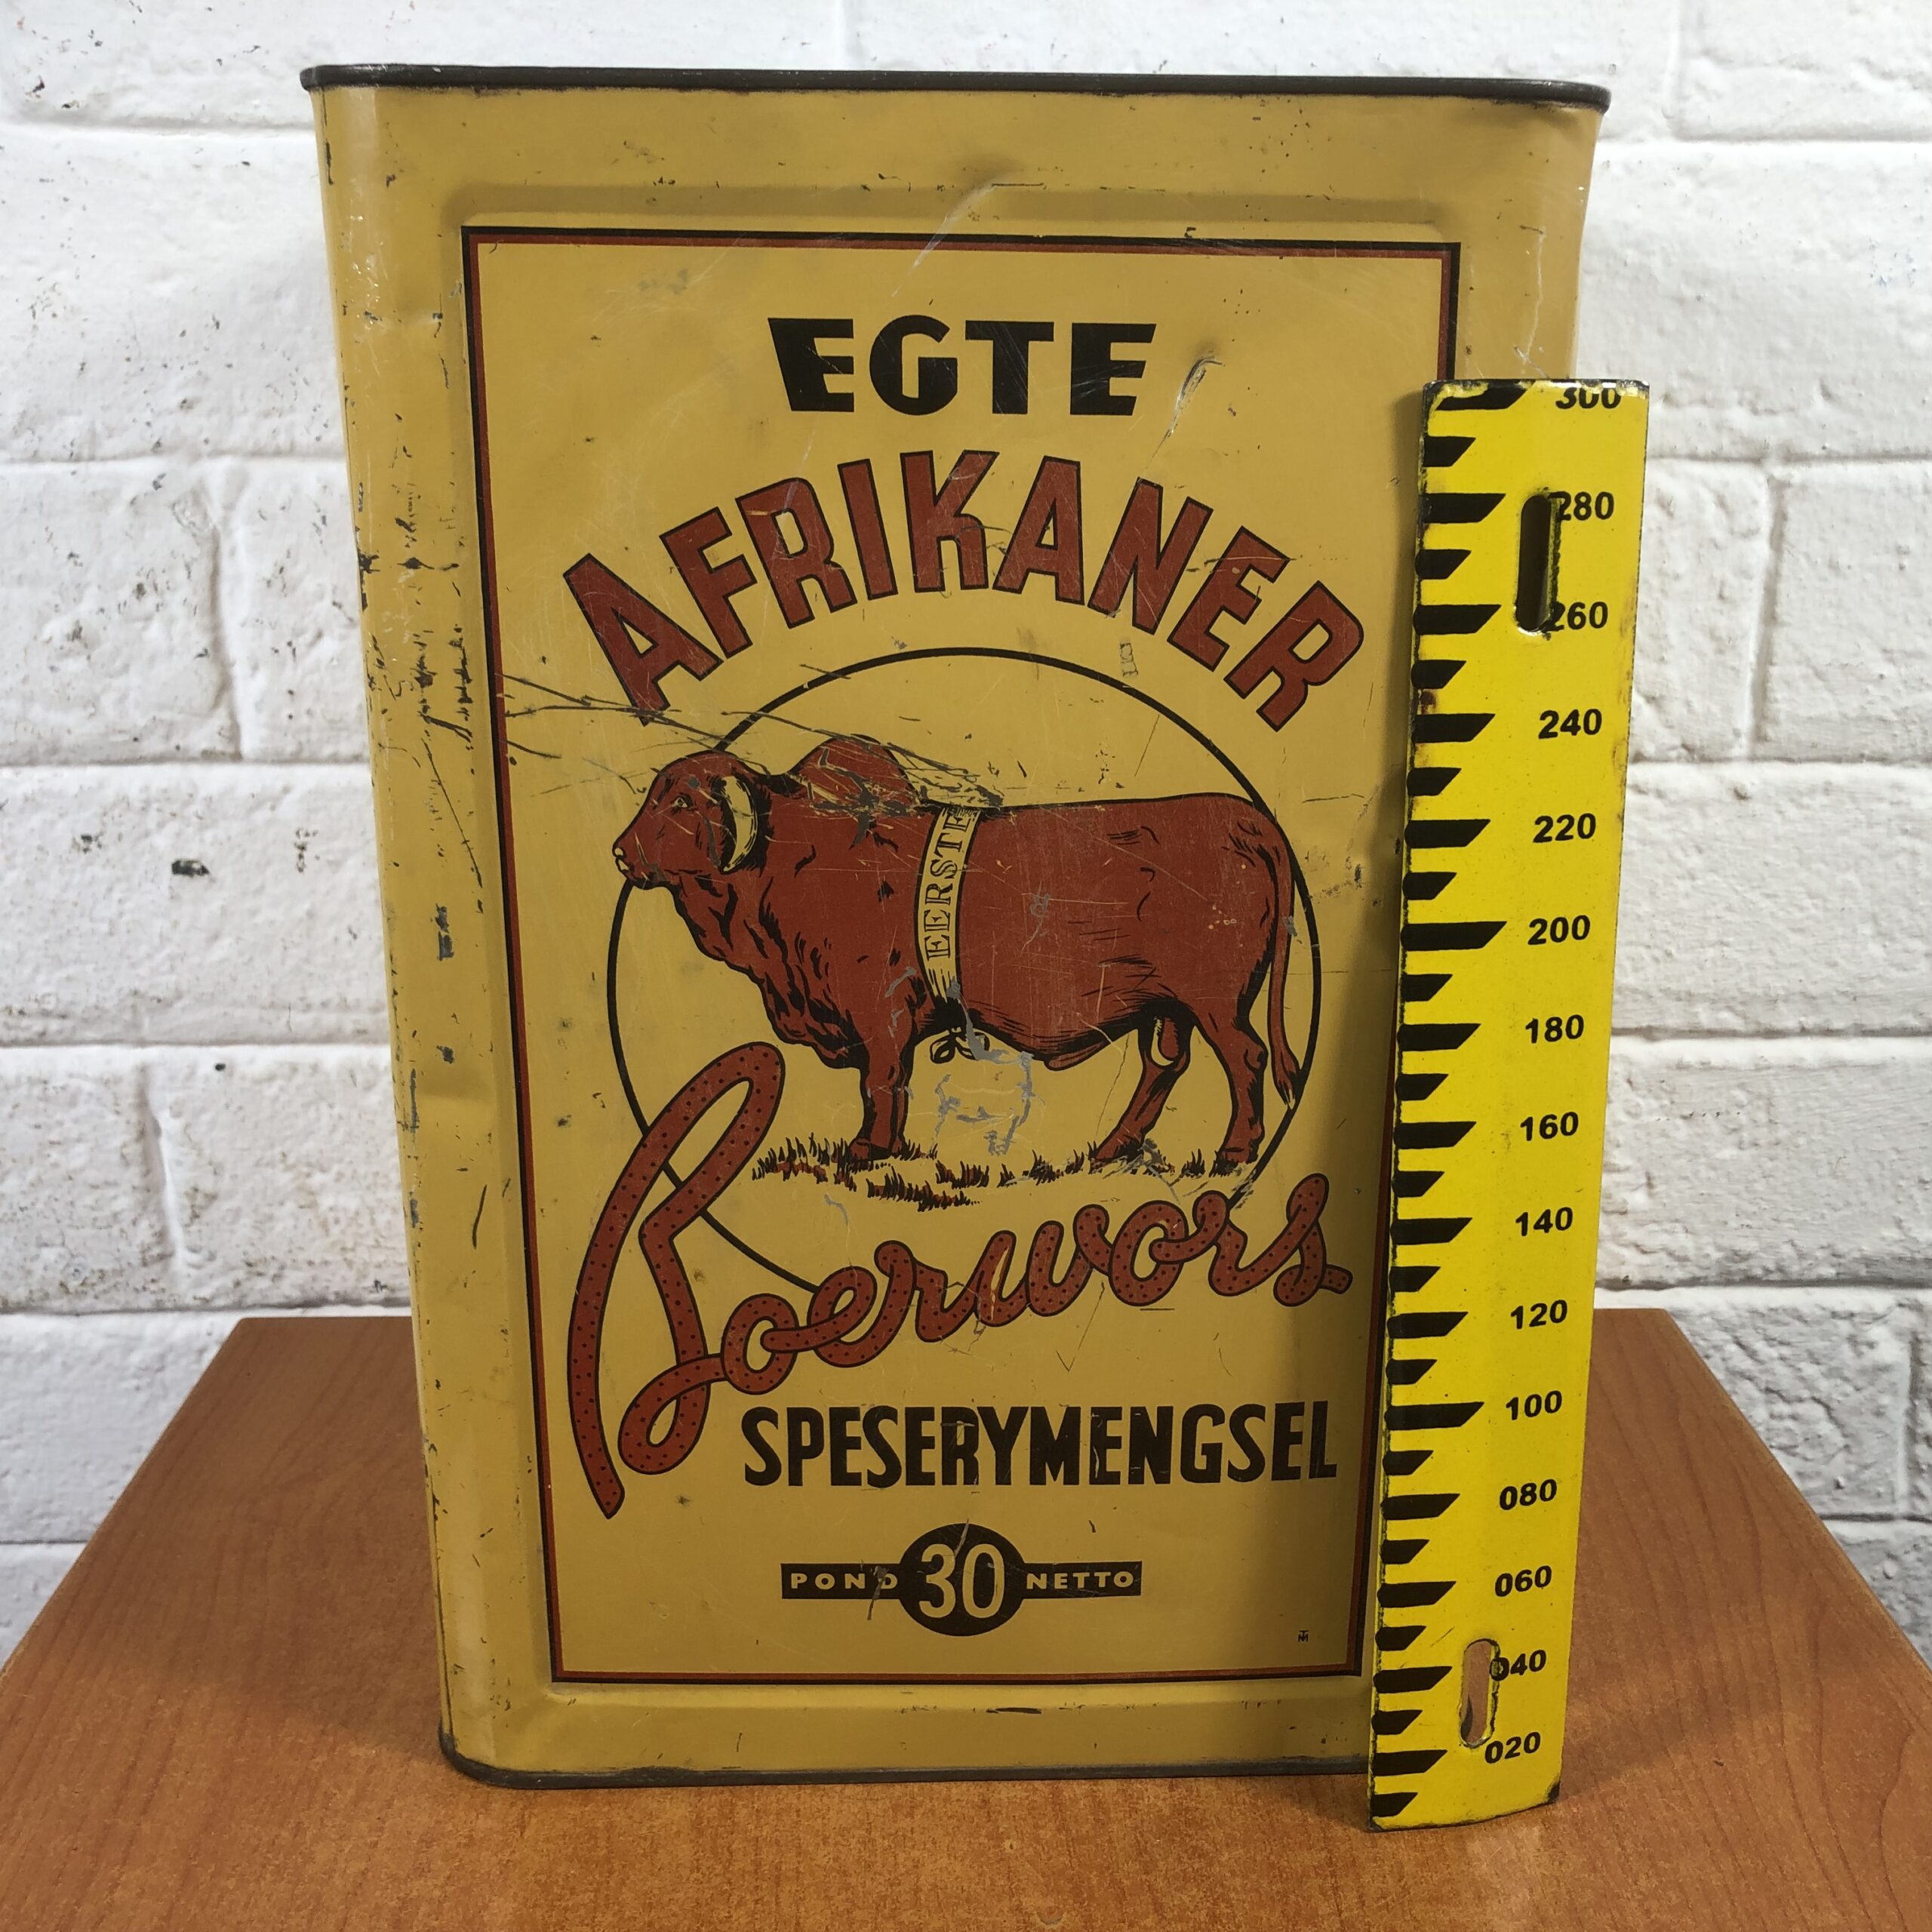 EGTE
AFRIKANER
EERSTE
Boerwors
SPESERYMENGSEL
POND 30 NETTO
300
280
260
240
220
200
180
160
140
120
100
080
060
040
020